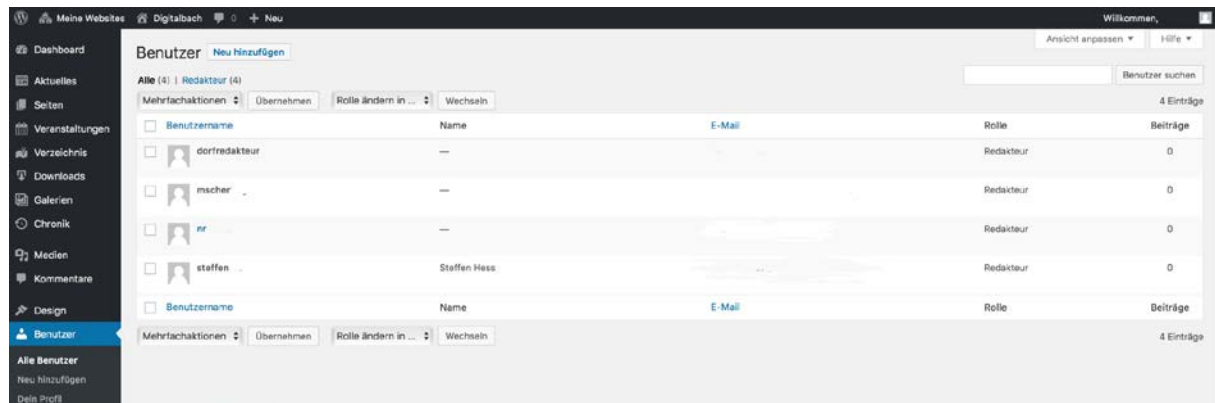 Meine Websites Digitalbach 0 + Neu Willkommen,
Dashboard
Aktuelles
Seiten
Veranstaltungen
Verzeichnis
Downloads
Galerien
Chronik
Medien
Kommentare
Design
Benutzer
Alle Benutzer
Neu hinzufügen
Dein Profil
Ansicht anpassen Hilfe
Benutzer Neu hinzufügen
Alle (4) | Redakteur (4) Benutzer suchen
Mehrfachaktionen Übernehmen Rolle ändern in ... Wechseln 4 Einträge
Benutzername Name E-Mail Rolle Beiträge
dorfredakteur — Redakteur 0
mscher — Redakteur 0
nr — Redakteur 0
steffen Steffen Hess Redakteur 0
Benutzername Name E-Mail Rolle Beiträge
Mehrfachaktionen Übernehmen Rolle ändern in ... Wechseln 4 Einträge